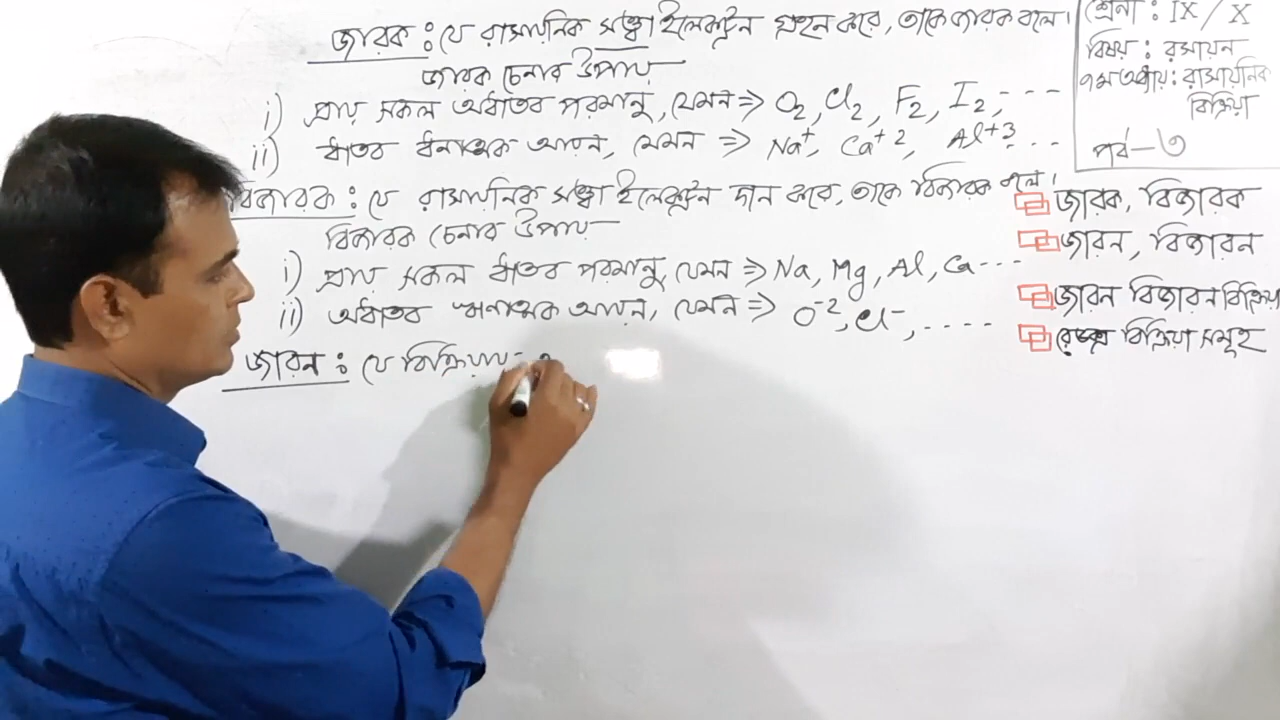 জারক : যে রাসায়নিক সত্ত্বা ইলেকট্রন গ্রহন করে, তাকে জারক বলে।
জারক চেনার উপায়
i) প্রায় সকল অধাতব পরমানু, যেমন ⇒ O2, Cl2, F2, I2, ---
ii) ধাতব ধনাত্মক আয়ন, যেমন ⇒ Na+, Ca+2, Al+3 ...
বিজারক : যে রাসায়নিক সত্ত্বা ইলেকট্রন দান করে, তাকে বিজারক বলে।
বিজারক চেনার উপায়
i) প্রায় সকল ধাতব পরমানু, যেমন ⇒ Na, Mg, Al, Ca ---
ii) অধাতব ঋনাত্মক আয়ন, যেমন ⇒ O-2, Cl-, ----
জারন : যে বিক্রিয়ায়
শ্রেনী : IX / X
বিষয় : রসায়ন
৭ম অধ্যায় : রাসায়নিক
বিক্রিয়া
পর্ব-৩
জারক, বিজারক
জারন, বিজারন
জারন বিজারন বিক্রিয়া
বিক্রিয়া সমূহ